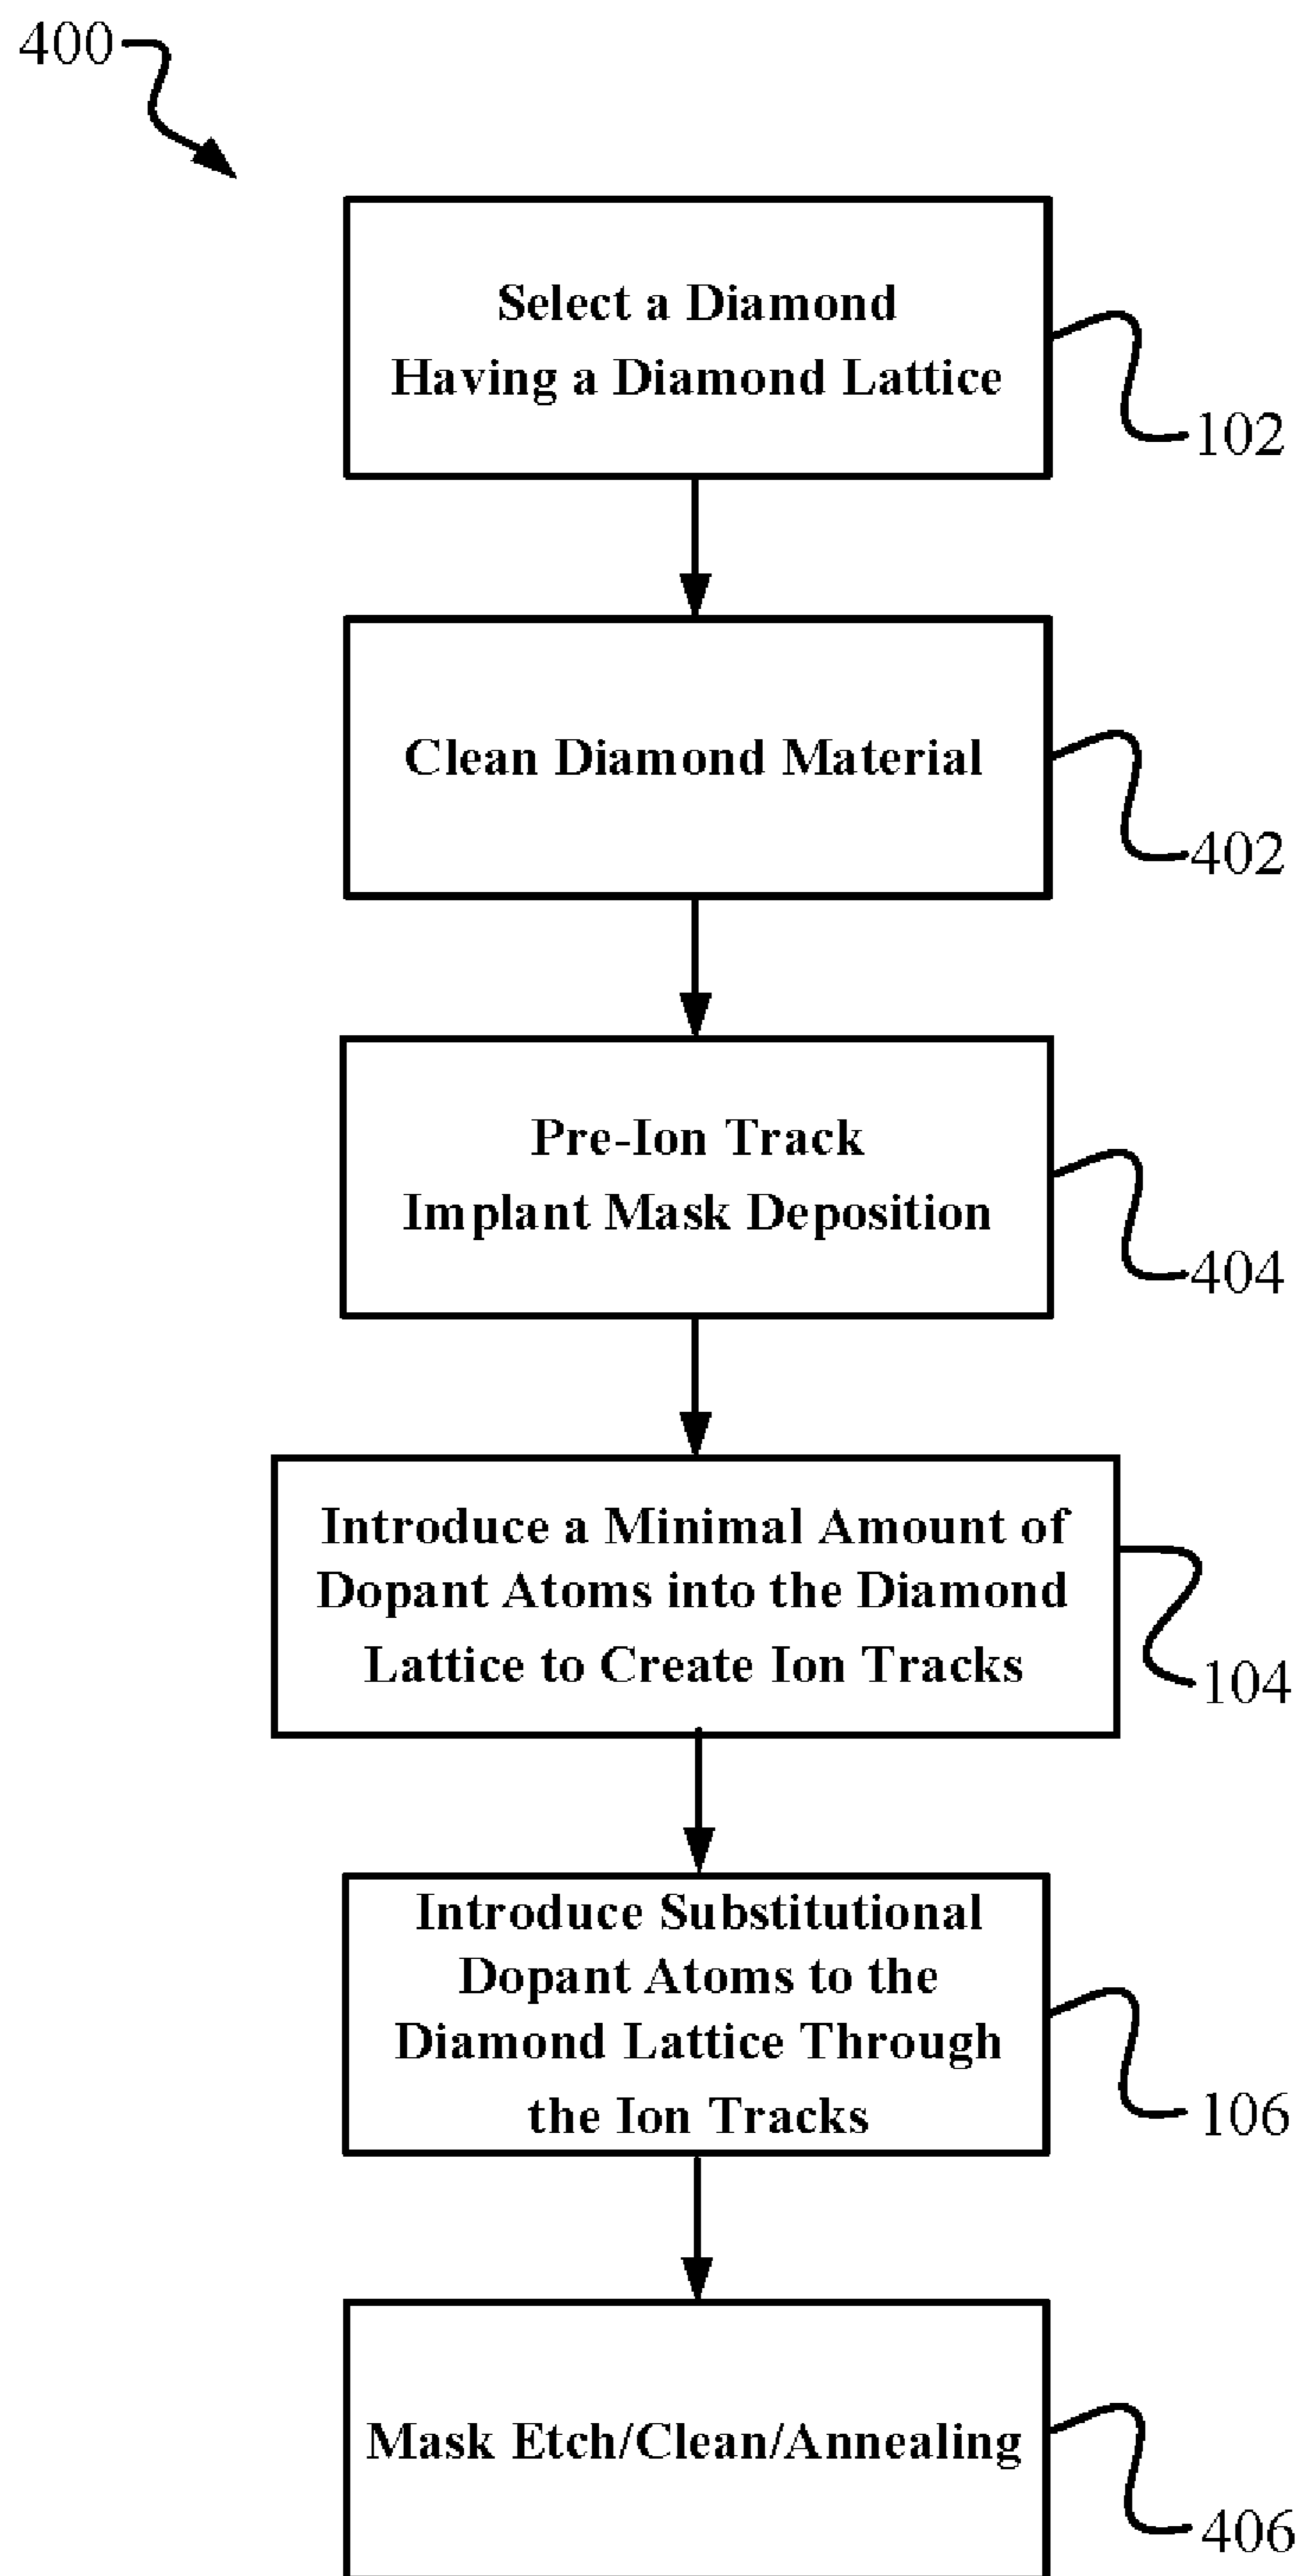 400
Select a Diamond
Having a Diamond Lattice
102
Clean Diamond Material
402
Pre-Ion Track
Implant Mask Deposition
404
Introduce a Minimal Amount of
Dopant Atoms into the Diamond
Lattice to Create Ion Tracks
104
Introduce Substitutional
Dopant Atoms to the
Diamond Lattice Through
the Ion Tracks
106
Mask Etch/Clean/Annealing
406